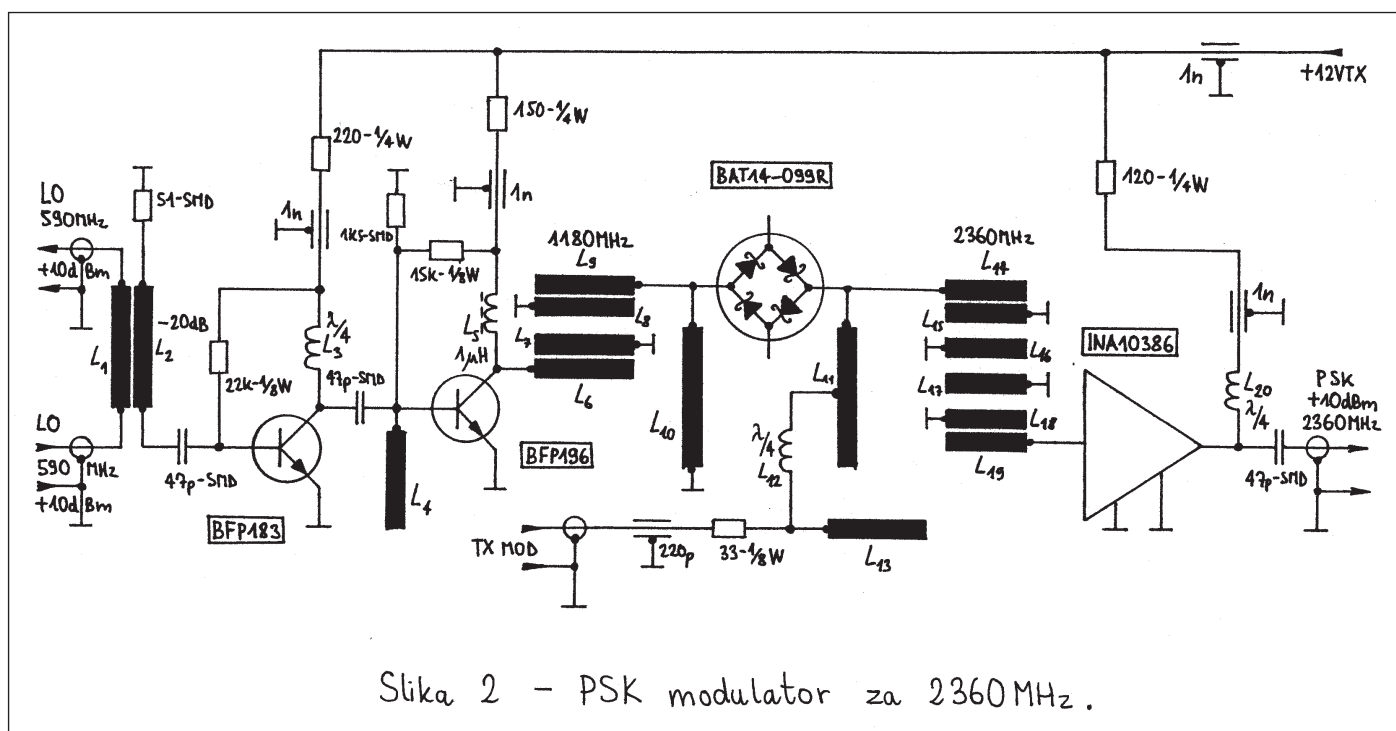 1n
+12VTX
150-¼W
220-¼W
BAT14-099R
120-¼W
LO
590MHz
+10dBm
51-SMD
1n
1n
1k5-SMD
15k-⅛W
1180MHz
L9
2360MHz
L14
1n
-20dB
L1
L2
λ/4
L3
L5
1μH
L7
L8
L6
L15
L16
L17
L18
L19
INA10386
22k-⅛W
47p-SMD
L10
L11
L20
λ/4
PSK
+10dBm
2360MHz
LO
590 MHz
+10dBm
47p-SMD
BFP183
L4
BFP196
λ/4
L12
47p-SMD
TX MOD
220p
33-⅛W
L13
Slika 2 - PSK modulator za 2360MHz.